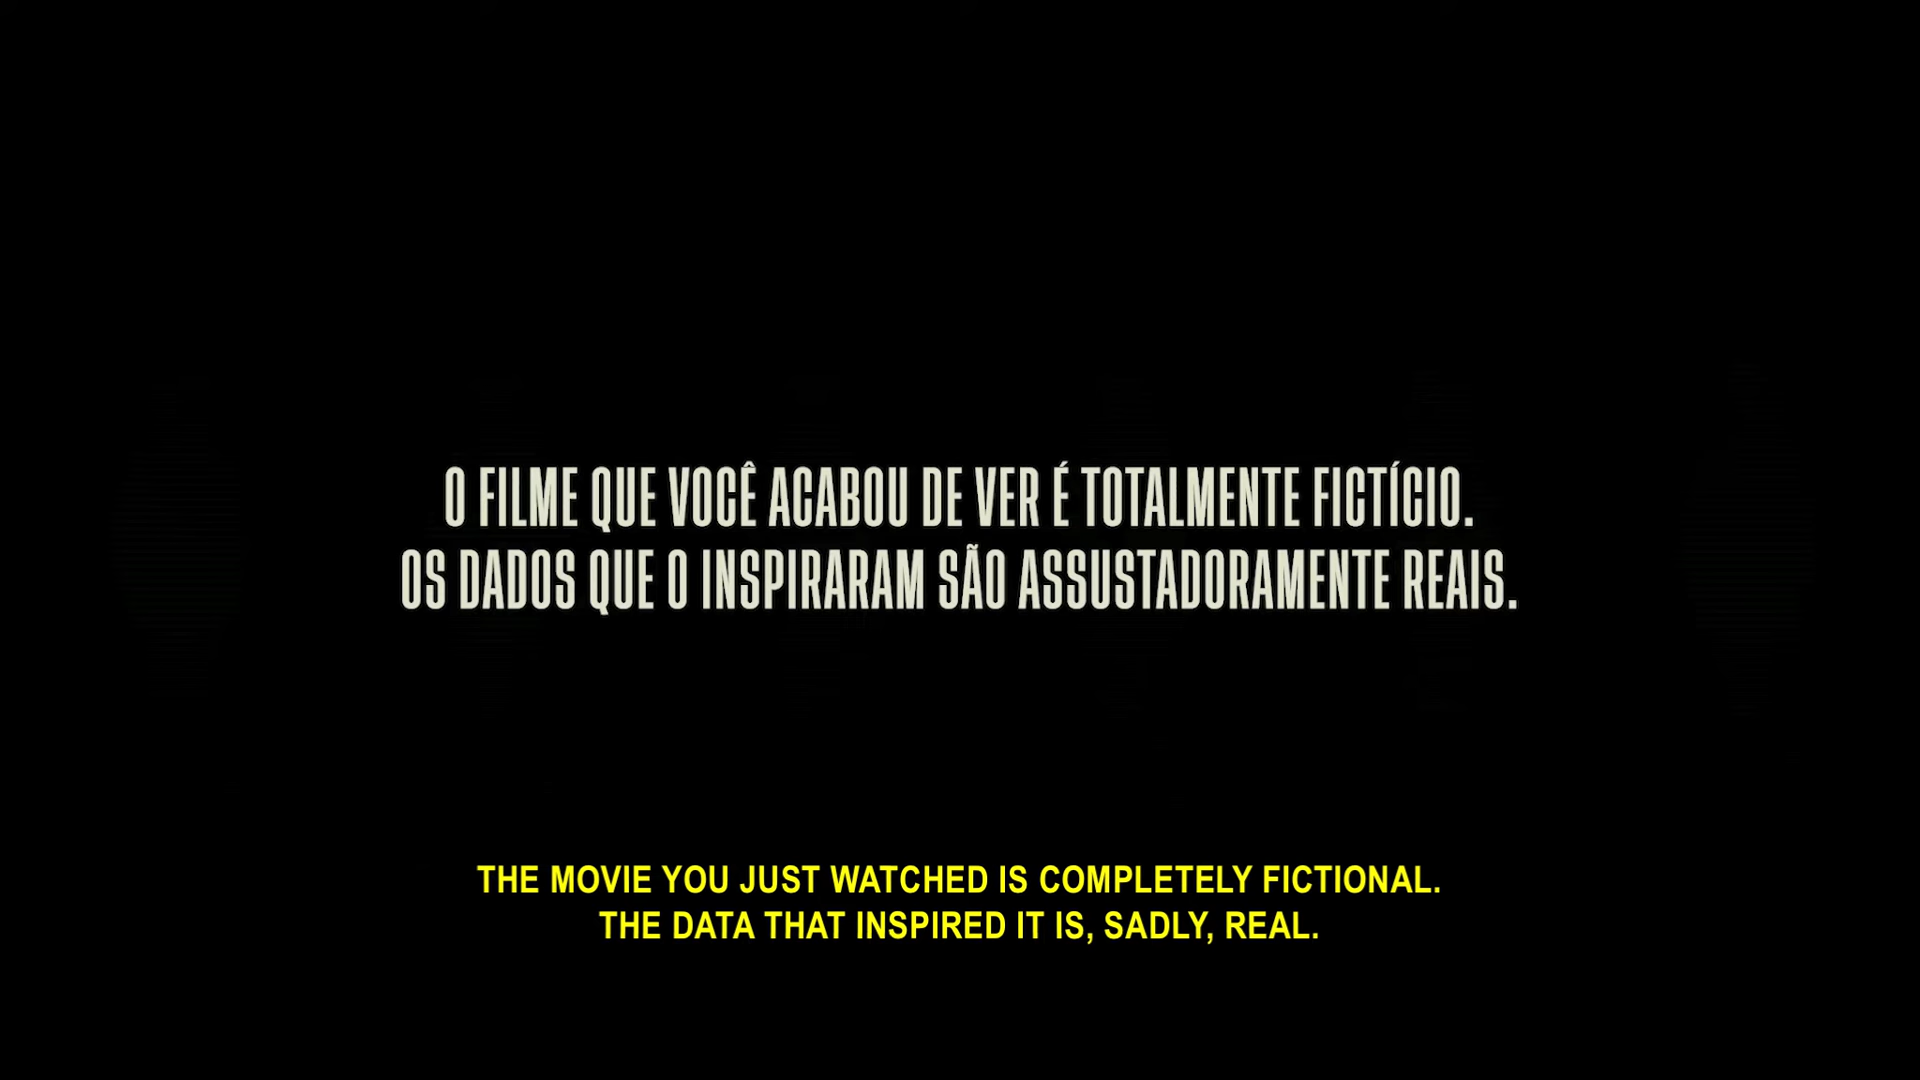 O FILME QUE VOCÊ ACABOU DE VER É TOTALMENTE FICTÍCIO.
OS DADOS QUE O INSPIRARAM SÃO ASSUSTADORAMENTE REAIS.
THE MOVIE YOU JUST WATCHED IS COMPLETELY FICTIONAL.
THE DATA THAT INSPIRED IT IS, SADLY, REAL.